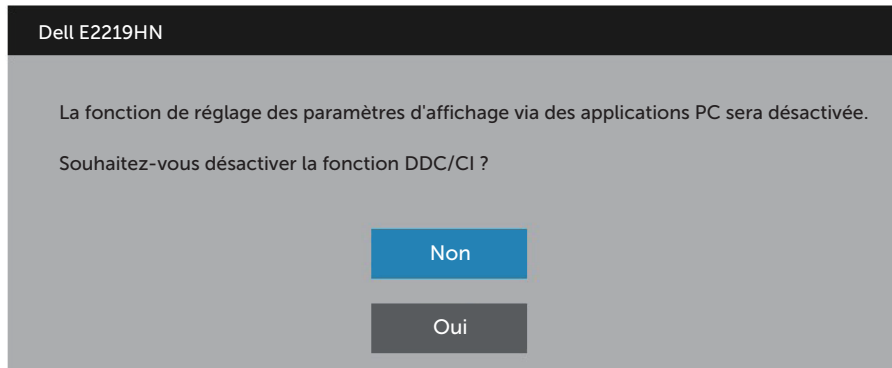 Dell E2219HN
La fonction de réglage des paramètres d'affichage via des applications PC sera désactivée.
Souhaitez-vous désactiver la fonction DDC/CI ?
Non
Oui